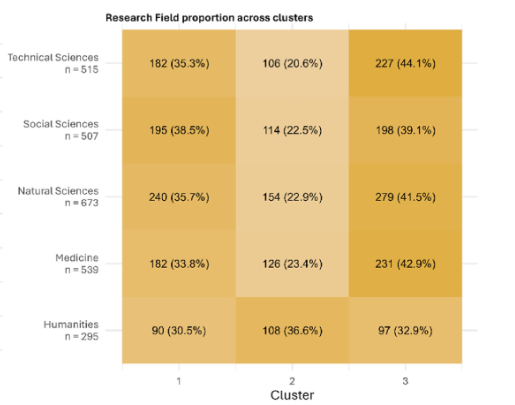 Research Field proportion across clusters
Technical Sciences
n = 515
182 (35.3%) 106 (20.6%) 227 (44.1%)
Social Sciences
n = 507
195 (38.5%) 114 (22.5%) 198 (39.1%)
Natural Sciences
n = 673
240 (35.7%) 154 (22.9%) 279 (41.5%)
Medicine
n = 539
182 (33.8%) 126 (23.4%) 231 (42.9%)
Humanities
n = 295
90 (30.5%) 108 (36.6%) 97 (32.9%)
1 2 3
Cluster